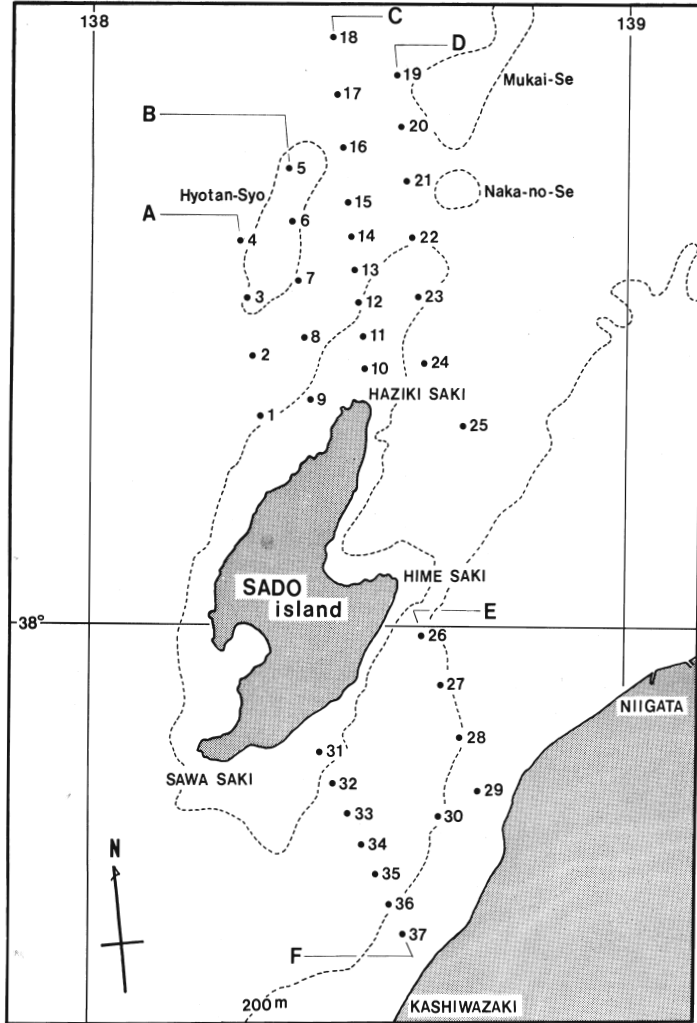 138
139
C
18
D
19
Mukai-Se
17
B
20
16
5
21
Hyotan-Syo
Naka-no-Se
15
A
6
4
14
22
13
7
3
12
23
8
11
2
10
24
HAZIKI SAKI
9
1
25
HIME SAKI
SADO
island
E
38°
26
27
NIIGATA
28
31
SAWA SAKI
32
29
33
30
N
34
35
36
37
F
200m
KASHIWAZAKI